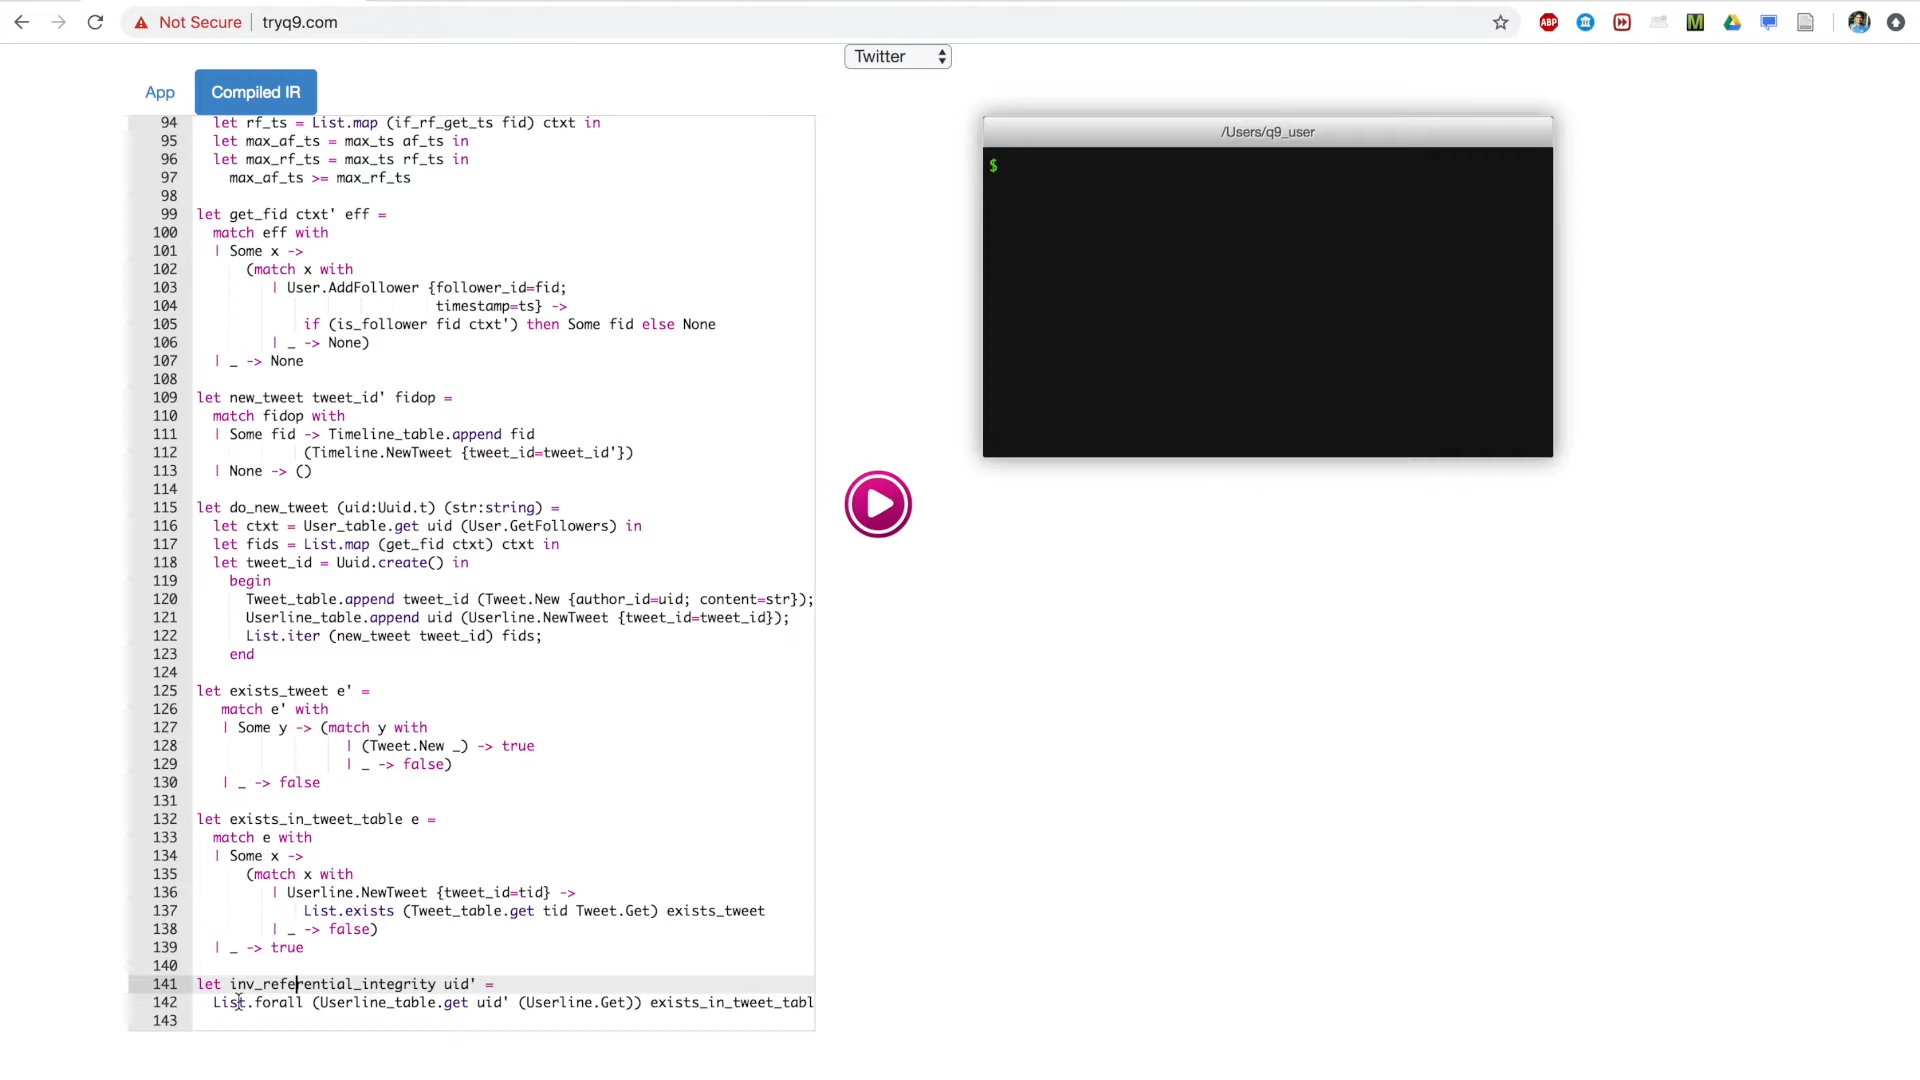 Not Secure tryq9.com
ABP
M
Twitter
App Compiled IR
/Users/q9_user
$
94 let rf_ts = List.map (if_rf_get_ts fid) ctxt in
95 let max_af_ts = max_ts af_ts in
96 let max_rf_ts = max_ts rf_ts in
97 max_af_ts >= max_rf_ts
98
99 let get_fid ctxt' eff =
100 match eff with
101 | Some x ->
102 (match x with
103 | User.AddFollower {follower_id=fid;
104 timestamp=ts} ->
105 if (is_follower fid ctxt') then Some fid else None
106 | _ -> None)
107 | _ -> None
108
109 let new_tweet tweet_id' fidop =
110 match fidop with
111 | Some fid -> Timeline_table.append fid
112 (Timeline.NewTweet {tweet_id=tweet_id'})
113 | None -> ()
114
115 let do_new_tweet (uid:Uuid.t) (str:string) =
116 let ctxt = User_table.get uid (User.GetFollowers) in
117 let fids = List.map (get_fid ctxt) ctxt in
118 let tweet_id = Uuid.create() in
119 begin
120 Tweet_table.append tweet_id (Tweet.New {author_id=uid; content=str});
121 Userline_table.append uid (Userline.NewTweet {tweet_id=tweet_id});
122 List.iter (new_tweet tweet_id) fids;
123 end
124
125 let exists_tweet e' =
126 match e' with
127 | Some y -> (match y with
128 | (Tweet.New _) -> true
129 | _ -> false)
130 | _ -> false
131
132 let exists_in_tweet_table e =
133 match e with
134 | Some x ->
135 (match x with
136 | Userline.NewTweet {tweet_id=tid} ->
137 List.exists (Tweet_table.get tid Tweet.Get) exists_tweet
138 | _ -> false)
139 | _ -> true
140
141 let inv_referential_integrity uid' =
142 List.forall (Userline_table.get uid' (Userline.Get)) exists_in_tweet_tabl
143